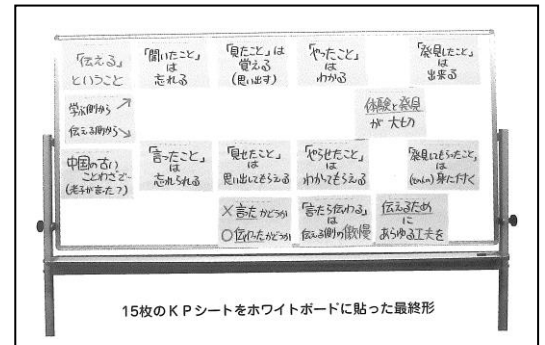 「伝える」
ということ
「聞いたこと」
は
忘れる
「見たこと」は
覚える
(思い出す)
「やったこと」
は
わかる
「発見したこと」
は
出来る
学ぶ側から↗
伝える側から↘
体験と発見
が 大切
中国の古い
ことわざで…
(老子が言った?)
「言ったこと」
は
忘れられる
「見せたこと」
は
思い出してもらえる
「やらせたこと」
は
わかってもらえる
「発見してもらったこと」
は
身に付く
×言たかどうか
○伝わったかどうか
「言たら伝わる」
は
伝える側の傲慢
伝えるため
に
あらゆる工夫を
15枚のKPシートをホワイトボードに貼った最終形